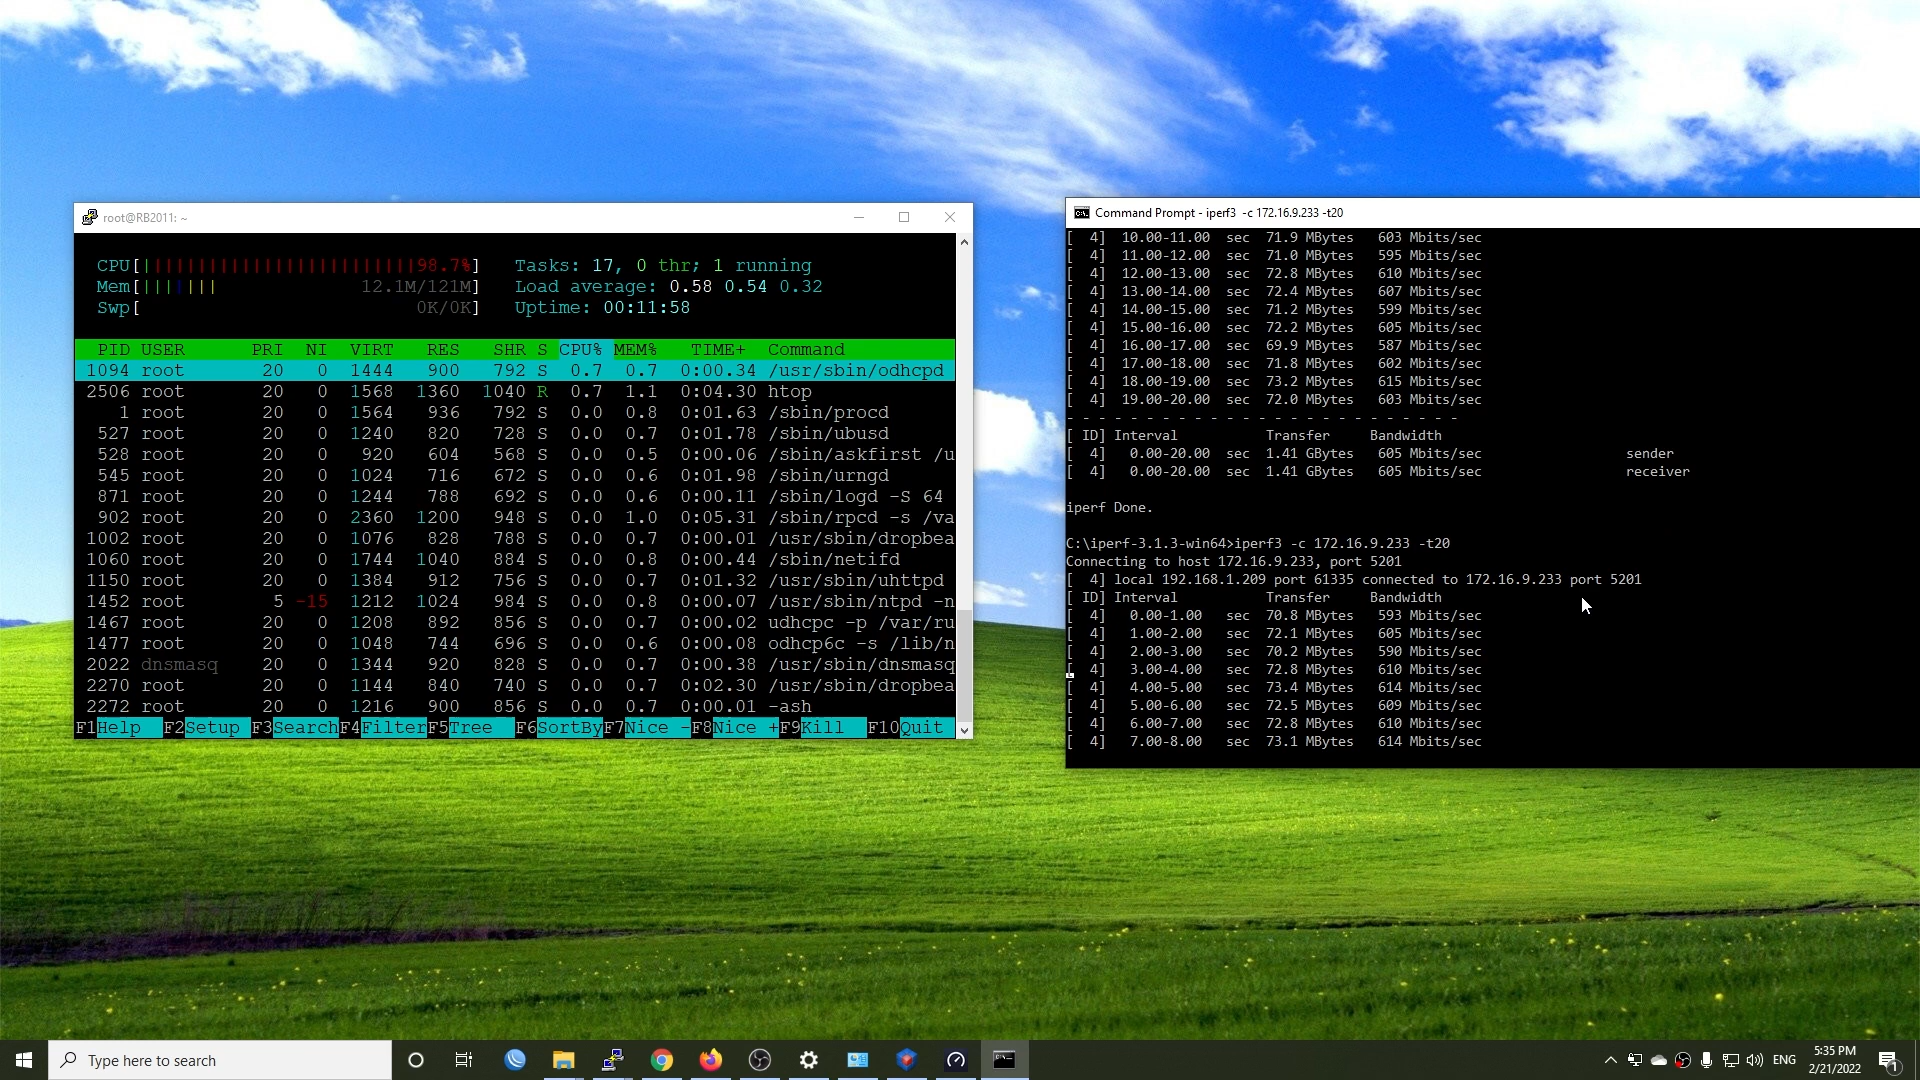 root@RB2011: ~
CPU[||||||||||||||||||||||||98.7%]
Mem[||||||| 12.1M/121M]
Swp[ 0K/0K]
Tasks: 17, 0 thr; 1 running
Load average: 0.58 0.54 0.32
Uptime: 00:11:58
PID USER PRI NI VIRT RES SHR S CPU% MEM% TIME+ Command
1094 root 20 0 1444 900 792 S 0.7 0.7 0:00.34 /usr/sbin/odhcpd
2506 root 20 0 1568 1360 1040 R 0.7 1.1 0:04.30 htop
1 root 20 0 1564 936 792 S 0.0 0.8 0:01.63 /sbin/procd
527 root 20 0 1240 820 728 S 0.0 0.7 0:01.78 /sbin/ubusd
528 root 20 0 920 604 568 S 0.0 0.5 0:00.06 /sbin/askfirst /u
545 root 20 0 1024 716 672 S 0.0 0.6 0:01.98 /sbin/urngd
871 root 20 0 1244 788 692 S 0.0 0.6 0:00.11 /sbin/logd -S 64
902 root 20 0 2360 1200 948 S 0.0 1.0 0:05.31 /sbin/rpcd -s /va
1002 root 20 0 1076 828 788 S 0.0 0.7 0:00.01 /usr/sbin/dropbea
1060 root 20 0 1744 1040 884 S 0.0 0.8 0:00.44 /sbin/netifd
1150 root 20 0 1384 912 756 S 0.0 0.7 0:01.32 /usr/sbin/uhttpd
1452 root 5 -15 1212 1024 984 S 0.0 0.8 0:00.07 /usr/sbin/ntpd -n
1467 root 20 0 1208 892 856 S 0.0 0.7 0:00.02 udhcpc -p /var/ru
1477 root 20 0 1048 744 696 S 0.0 0.6 0:00.08 odhcp6c -s /lib/n
2022 dnsmasq 20 0 1344 920 828 S 0.0 0.7 0:00.38 /usr/sbin/dnsmasq
2270 root 20 0 1144 840 740 S 0.0 0.7 0:02.30 /usr/sbin/dropbea
2272 root 20 0 1216 900 856 S 0.0 0.7 0:00.01 -ash
F1Help F2Setup F3SearchF4FilterF5Tree F6SortByF7Nice -F8Nice +F9Kill F10Quit
Command Prompt - iperf3 -c 172.16.9.233 -t20
[ 4] 10.00-11.00 sec 71.9 MBytes 603 Mbits/sec
[ 4] 11.00-12.00 sec 71.0 MBytes 595 Mbits/sec
[ 4] 12.00-13.00 sec 72.8 MBytes 610 Mbits/sec
[ 4] 13.00-14.00 sec 72.4 MBytes 607 Mbits/sec
[ 4] 14.00-15.00 sec 71.2 MBytes 599 Mbits/sec
[ 4] 15.00-16.00 sec 72.2 MBytes 605 Mbits/sec
[ 4] 16.00-17.00 sec 69.9 MBytes 587 Mbits/sec
[ 4] 17.00-18.00 sec 71.8 MBytes 602 Mbits/sec
[ 4] 18.00-19.00 sec 73.2 MBytes 615 Mbits/sec
[ 4] 19.00-20.00 sec 72.0 MBytes 603 Mbits/sec
- - - - - - - - - - - - - - - - - - - - - - - - -
[ ID] Interval Transfer Bandwidth
[ 4] 0.00-20.00 sec 1.41 GBytes 605 Mbits/sec sender
[ 4] 0.00-20.00 sec 1.41 GBytes 605 Mbits/sec receiver
iperf Done.
C:\iperf-3.1.3-win64>iperf3 -c 172.16.9.233 -t20
Connecting to host 172.16.9.233, port 5201
[ 4] local 192.168.1.209 port 61335 connected to 172.16.9.233 port 5201
[ ID] Interval Transfer Bandwidth
[ 4] 0.00-1.00 sec 70.8 MBytes 593 Mbits/sec
[ 4] 1.00-2.00 sec 72.1 MBytes 605 Mbits/sec
[ 4] 2.00-3.00 sec 70.2 MBytes 590 Mbits/sec
[ 4] 3.00-4.00 sec 72.8 MBytes 610 Mbits/sec
[ 4] 4.00-5.00 sec 73.4 MBytes 614 Mbits/sec
[ 4] 5.00-6.00 sec 72.5 MBytes 609 Mbits/sec
[ 4] 6.00-7.00 sec 72.8 MBytes 610 Mbits/sec
[ 4] 7.00-8.00 sec 73.1 MBytes 614 Mbits/sec
Type here to search
ENG
5:35 PM
2/21/2022
1